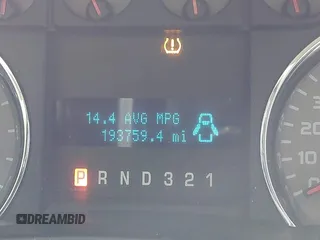 14.4 AVG MPG
193759.4 mi
P R N D 3 2 1
DREAMBID